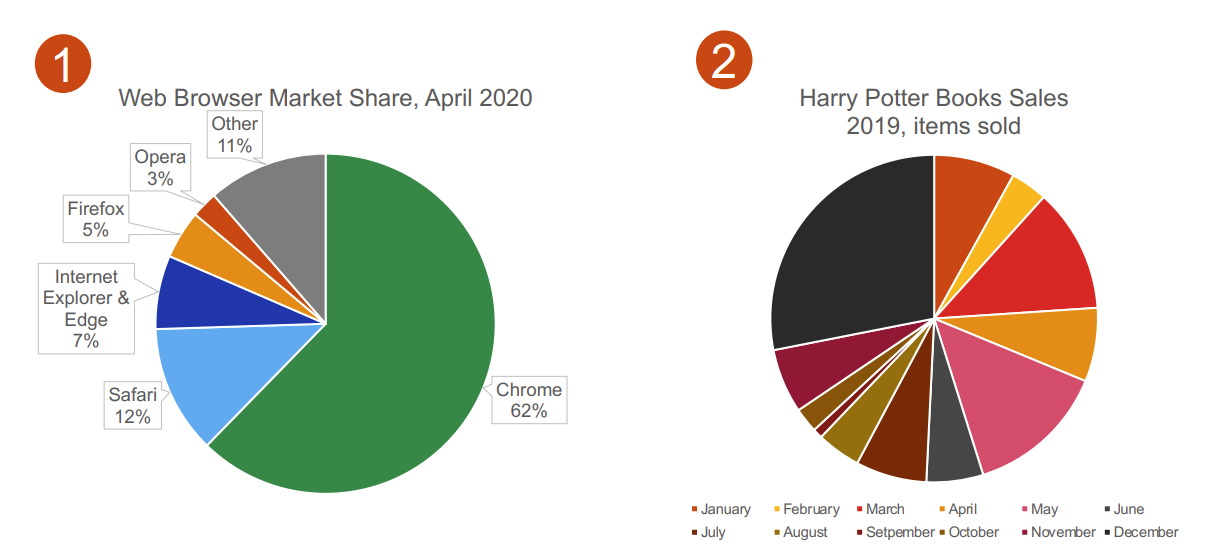 1
Web Browser Market Share, April 2020
Other
11%
Opera
3%
Firefox
5%
Internet
Explorer &
Edge
7%
Safari
12%
Chrome
62%
2
Harry Potter Books Sales
2019, items sold
January February March April May June
July August Setpember October November December